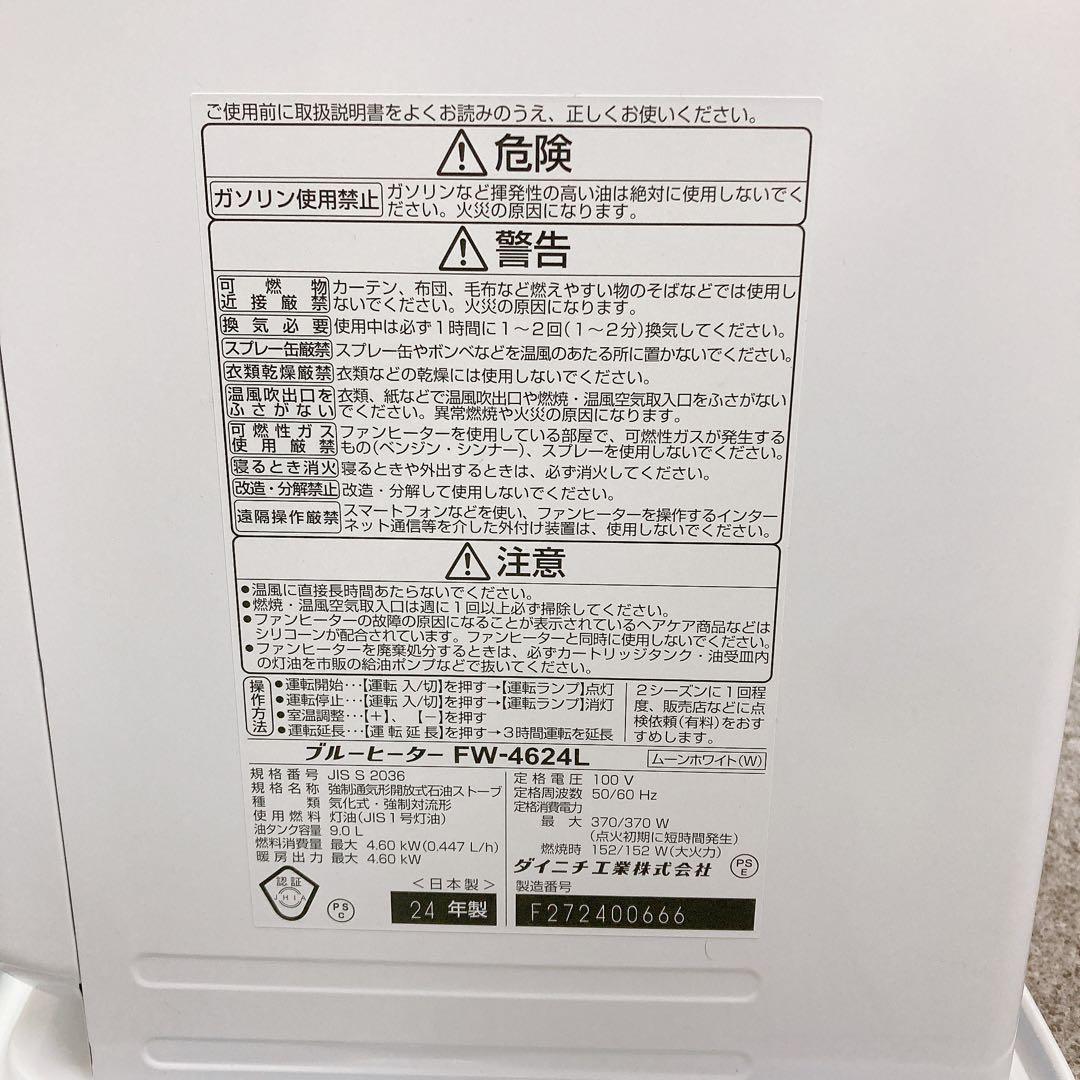 ご使用前に取扱説明書をよくお読みのうえ、正しくお使いください。
危険
ガソリン使用禁止
ガソリンなど揮発性の高い油は絶対に使用しないでく
ださい。火災の原因になります。
警告
可燃物
近接厳禁
カーテン、布団、毛布など燃えやすい物のそばなどでは使用し
ないでください。火災の原因になります。
換気必要
使用中は必ず1時間に1～2回(1～2分)換気してください。
スプレー缶厳禁
スプレー缶やボンベなどを温風のあたる所に置かないでください。
衣類乾燥厳禁
衣類などの乾燥には使用しないでください。
温風吹出口を
ふさがない
衣類、紙などで温風吹出口や燃焼・温風空気取入口をふさがない
でください。異常燃焼や火災の原因になります。
可燃性ガス
使用厳禁
ファンヒーターを使用している部屋で、可燃性ガスが発生する
もの(ベンジン・シンナー)、スプレーを使用しないでください。
寝るとき消火
寝るときや外出するときは、必ず消火してください。
改造・分解禁止
改造・分解して使用しないでください。
遠隔操作厳禁
スマートフォンなどを使い、ファンヒーターを操作するインター
ネット通信等を介した外付け装置は、使用しないでください。
注意
●温風に直接長時間あたらないでください。
●燃焼・温風空気取入口は週に1回以上必ず掃除してください。
●ファンヒーターの故障の原因になることが表示されているヘアケア商品などは
シリコーンが配合されています。ファンヒーターと同時に使用しないでください。
●ファンヒーターを廃棄処分するときは、必ずカートリッジタンク・油受皿内
の灯油を市販の給油ポンプなどで抜いてください。
操作方法
●運転開始…【運転 入/切】を押す→【運転ランプ】点灯
●運転停止…【運転 入/切】を押す→【運転ランプ】消灯
●室温調整…【＋】、【－】を押す
●運転延長…【運転延長】を押す→3時間運転を延長
2シーズンに1回程
度、販売店などに点
検依頼(有料)をおす
すめします。
ブルーヒーター FW-4624L
ムーンホワイト(W)
規格番号 JIS S 2036
規格名称 強制通気形開放式石油ストーブ
種類 気化式・強制対流形
使用燃料 灯油(JIS1号灯油)
油タンク容量 9.0 L
燃料消費量 最大 4.60 kW(0.447 L/h)
暖房出力 最大 4.60 kW
定格電圧 100 V
定格周波数 50/60 Hz
定格消費電力
最大 370/370 W
(点火初期に短時間発生)
燃焼時 152/152 W(大火力)
ダイニチ工業株式会社
PS
E
認証
JHIA
PS
C
＜日本製＞
24 年製
製造番号
F272400666